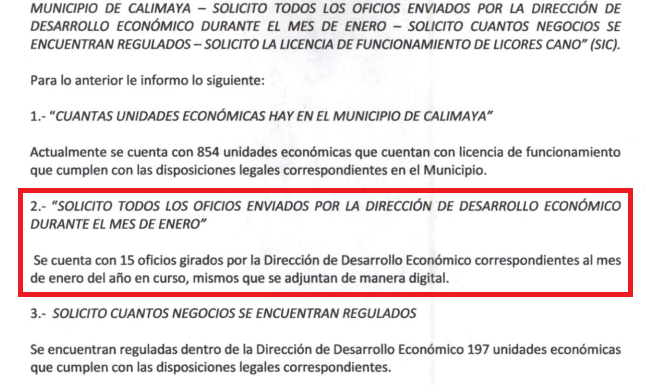 MUNICIPIO DE CALIMAYA – SOLICITO TODOS LOS OFICIOS ENVIADOS POR LA DIRECCIÓN DE
DESARROLLO ECONÓMICO DURANTE EL MES DE ENERO – SOLICITO CUANTOS NEGOCIOS SE
ENCUENTRAN REGULADOS – SOLICITO LA LICENCIA DE FUNCIONAMIENTO DE LICORES CANO" (SIC).
Para lo anterior le informo lo siguiente:
1.- "CUANTAS UNIDADES ECONÓMICAS HAY EN EL MUNICIPIO DE CALIMAYA"
Actualmente se cuenta con 854 unidades económicas que cuentan con licencia de funcionamiento
que cumplen con las disposiciones legales correspondientes en el Municipio.
2.- "SOLICITO TODOS LOS OFICIOS ENVIADOS POR LA DIRECCIÓN DE DESARROLLO ECONÓMICO
DURANTE EL MES DE ENERO"
Se cuenta con 15 oficios girados por la Dirección de Desarrollo Económico correspondientes al mes
de enero del año en curso, mismos que se adjuntan de manera digital.
3.- SOLICITO CUANTOS NEGOCIOS SE ENCUENTRAN REGULADOS
Se encuentran reguladas dentro de la Dirección de Desarrollo Económico 197 unidades económicas
que cumplen con las disposiciones legales correspondientes.